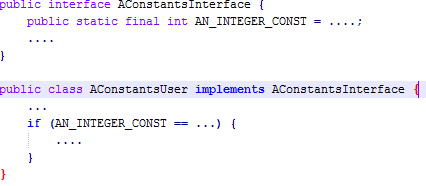 public interface AConstantsInterface {
    public static final int AN_INTEGER_CONST = ....;
    ....
}
public class AConstantsUser implements AConstantsInterface {
    ...
    if (AN_INTEGER_CONST == ...) {
        ....
    }
}